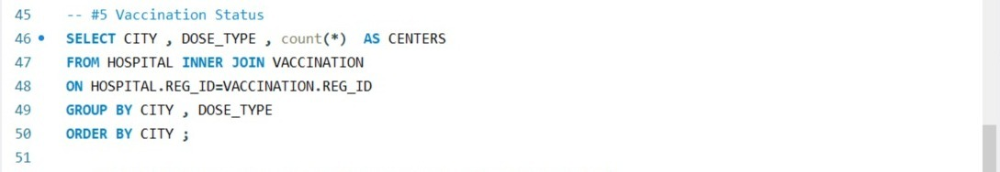 45 -- #5 Vaccination Status
46 SELECT CITY , DOSE_TYPE , count(*)  AS CENTERS
47 FROM HOSPITAL INNER JOIN VACCINATION
48 ON HOSPITAL.REG_ID=VACCINATION.REG_ID
49 GROUP BY CITY , DOSE_TYPE
50 ORDER BY CITY ;
51